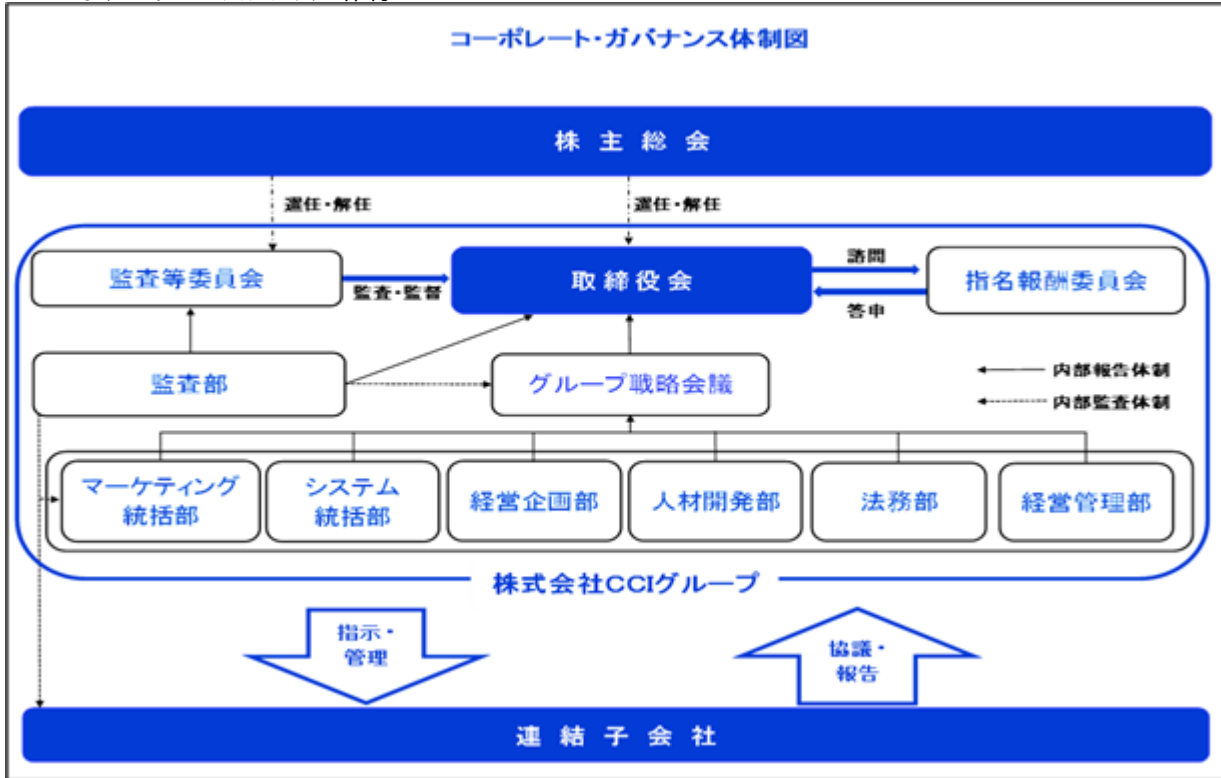 コーポレート・ガバナンス体制図
株主総会
選任・解任
選任・解任
監査等委員会
監査・監督
取締役会
諮問
答申
指名報酬委員会
監査部
グループ戦略会議
内部報告体制
内部監査体制
マーケティング
統括部
システム
統括部
経営企画部
人材開発部
法務部
経営管理部
株式会社CCIグループ
指示・
管理
協議・
報告
連結子会社